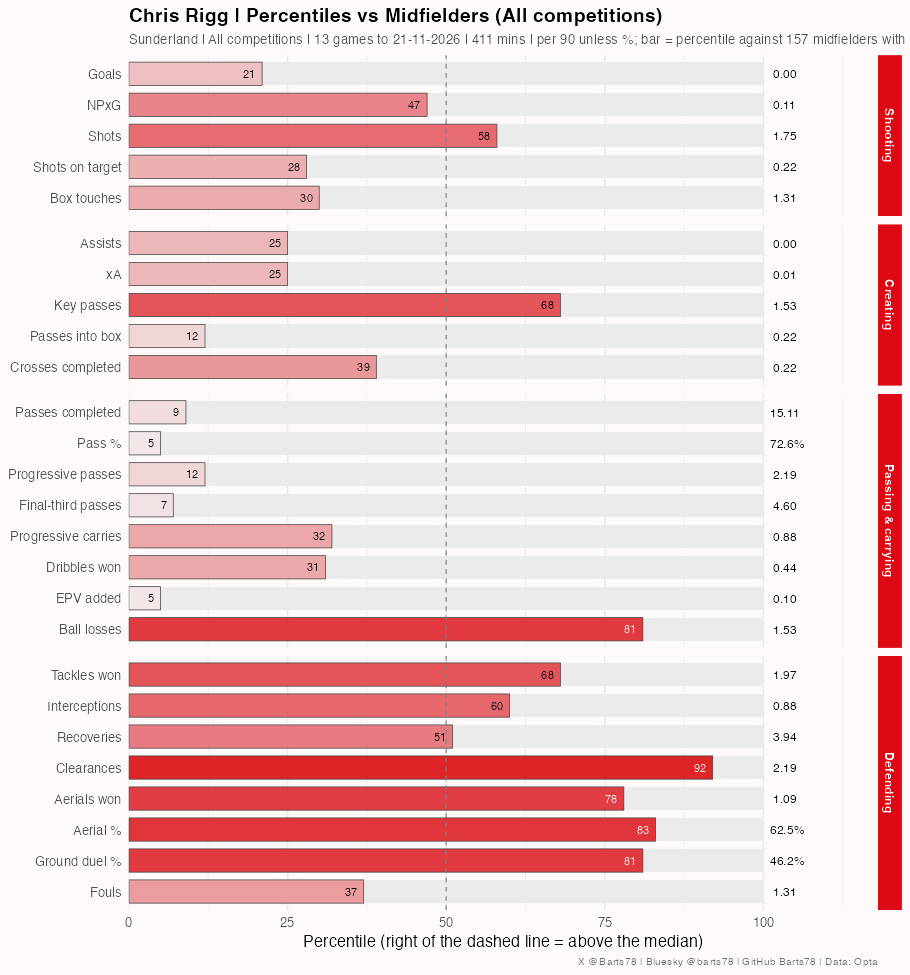 Chris Rigg | Percentiles vs Midfielders (All competitions)
Sunderland | All competitions | 13 games to 21-11-2026 | 411 mins | per 90 unless %; bar = percentile against 157 midfielders with
Shooting
Goals 21 0.00
NPxG 47 0.11
Shots 58 1.75
Shots on target 28 0.22
Box touches 30 1.31
Creating
Assists 25 0.00
xA 25 0.01
Key passes 68 1.53
Passes into box 12 0.22
Crosses completed 39 0.22
Passing & carrying
Passes completed 9 15.11
Pass % 5 72.6%
Progressive passes 12 2.19
Final-third passes 7 4.60
Progressive carries 32 0.88
Dribbles won 31 0.44
EPV added 5 0.10
Ball losses 81 1.53
Defending
Tackles won 68 1.97
Interceptions 60 0.88
Recoveries 51 3.94
Clearances 92 2.19
Aerials won 78 1.09
Aerial % 83 62.5%
Ground duel % 81 46.2%
Fouls 37 1.31
0 25 50 75 100
Percentile (right of the dashed line = above the median)
X @Barts78 | Bluesky @barts78 | GitHub Barts78 | Data: Opta